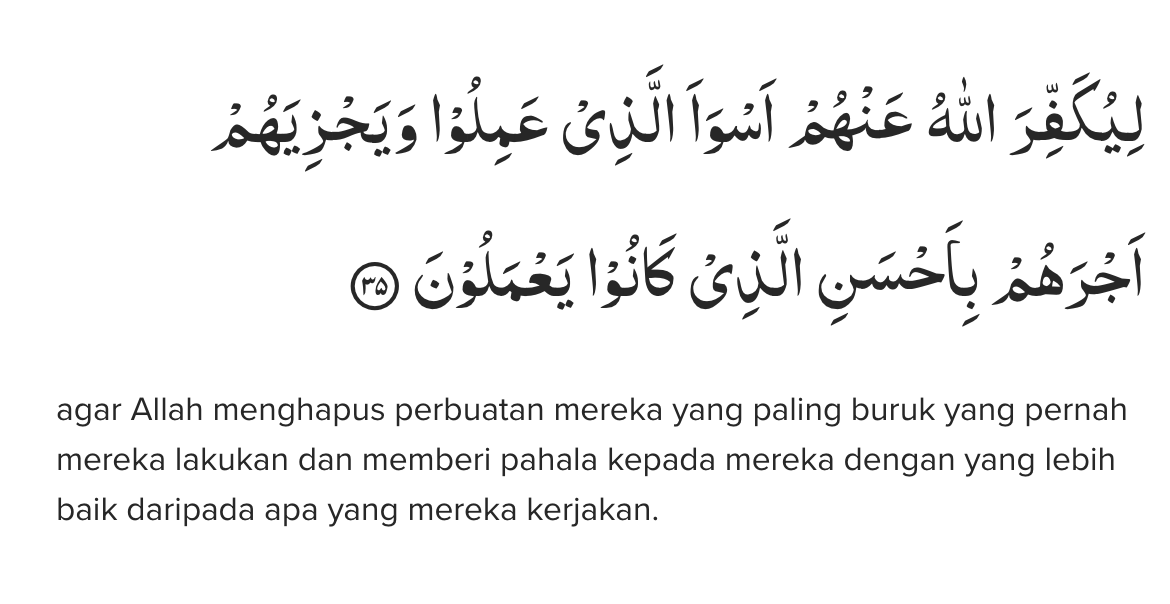 لِيُكَفِّرَ اللّٰهُ عَنْهُمْ اَسْوَاَ الَّذِيْ عَمِلُوْا وَيَجْزِيَهُمْ
اَجْرَهُمْ بِاَحْسَنِ الَّذِيْ كَانُوْا يَعْمَلُوْنَ ۝٣٥
agar Allah menghapus perbuatan mereka yang paling buruk yang pernah
mereka lakukan dan memberi pahala kepada mereka dengan yang lebih
baik daripada apa yang mereka kerjakan.